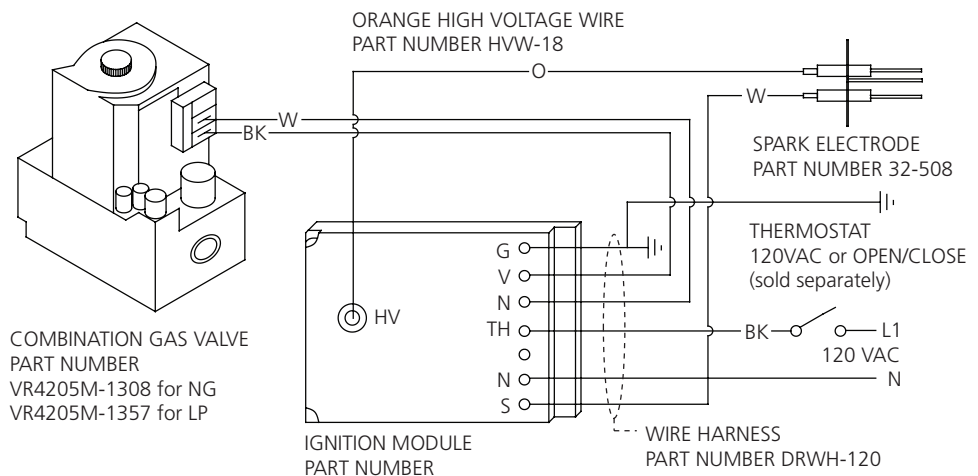 ORANGE HIGH VOLTAGE WIRE
PART NUMBER HVW-18
O
W
W
BK
SPARK ELECTRODE
PART NUMBER 32-508
THERMOSTAT
120VAC or OPEN/CLOSE
(sold separately)
G
V
N
HV
TH
BK
L1
120 VAC
N
N
S
COMBINATION GAS VALVE
PART NUMBER
VR4205M-1308 for NG
VR4205M-1357 for LP
IGNITION MODULE
PART NUMBER
WIRE HARNESS
PART NUMBER DRWH-120